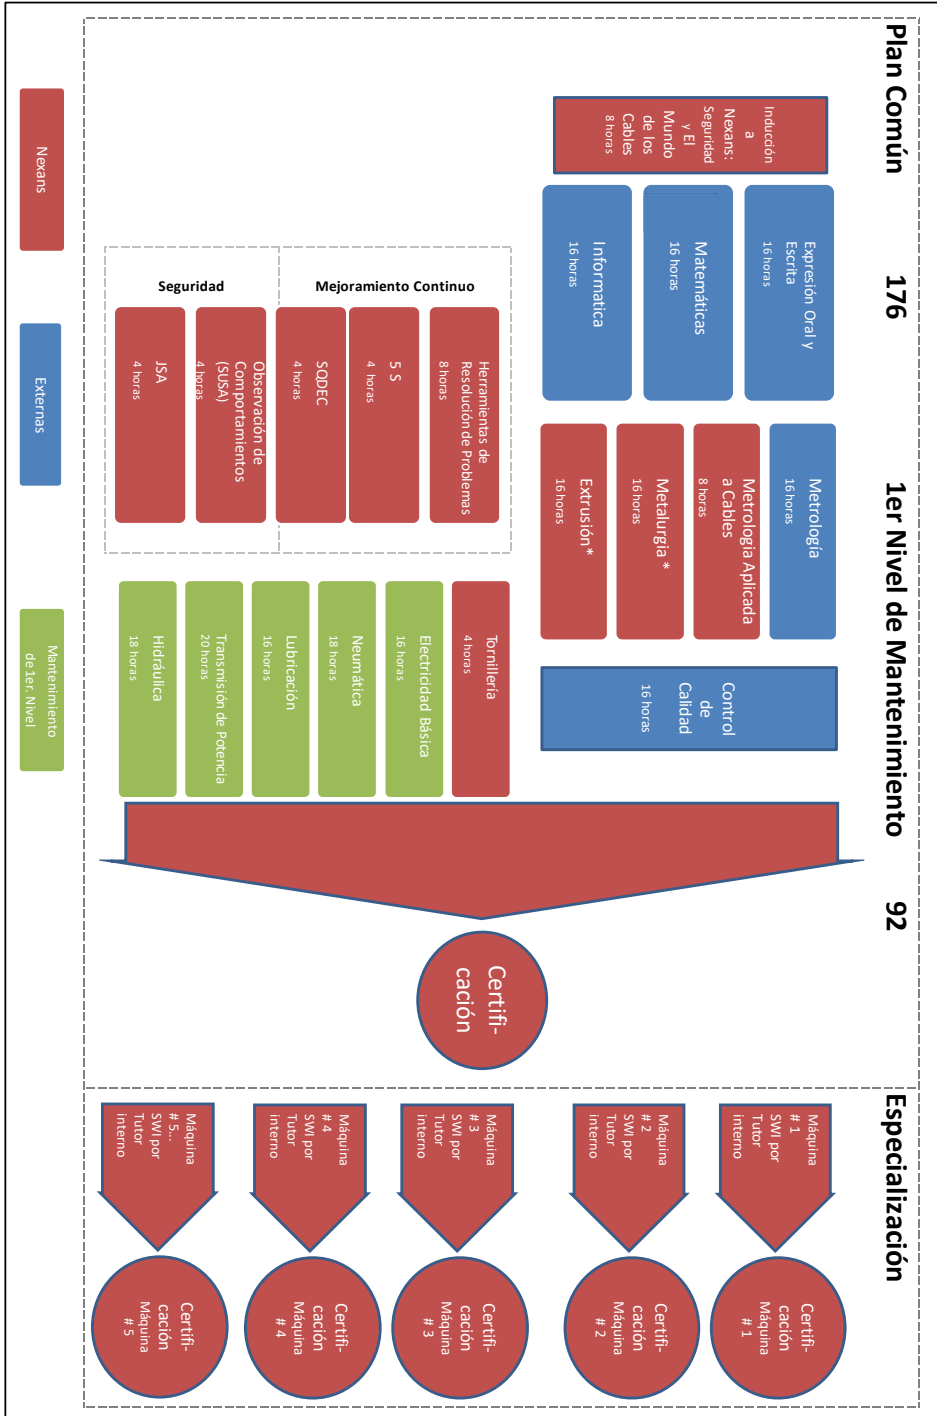 Plan Común
176
1er Nivel de Mantenimiento
92
Especialización
Inducción
a
Nexans:
Seguridad
y El
Mundo
de los
Cables
8 horas
Expresión Oral y
Escrita
16 horas
Matemáticas
16 horas
Informatica
16 horas
Metrología
16 horas
Metrologia Aplicada
a Cables
8 horas
Metalurgia *
16 horas
Extrusión*
16 horas
Control
de
Calidad
16 horas
Mejoramiento Continuo
Seguridad
Herramientas de
Resolución de Problemas
8 horas
5 S
4 horas
SQDEC
4 horas
Observación de
Comportamientos
(SUSA)
4 horas
JSA
4 horas
Tornillería
4 horas
Electricidad Básica
16 horas
Neumática
18 horas
Lubricación
16 horas
Transmisión de Potencia
20 horas
Hidráulica
18 horas
Certifi-
cación
Máquina
# 1
SWI por
Tutor
interno
Certifi-
cación
Máquina
# 1
Máquina
# 2
SWI por
Tutor
interno
Certifi-
cación
Máquina
# 2
Máquina
# 3
SWI por
Tutor
interno
Certifi-
cación
Máquina
# 3
Máquina
# 4
SWI por
Tutor
interno
Certifi-
cación
Máquina
# 4
Máquina
# 5...
SWI por
Tutor
interno
Certifi-
cación
Máquina
# 5
Nexans
Externas
Mantenimiento
de1er. Nivel